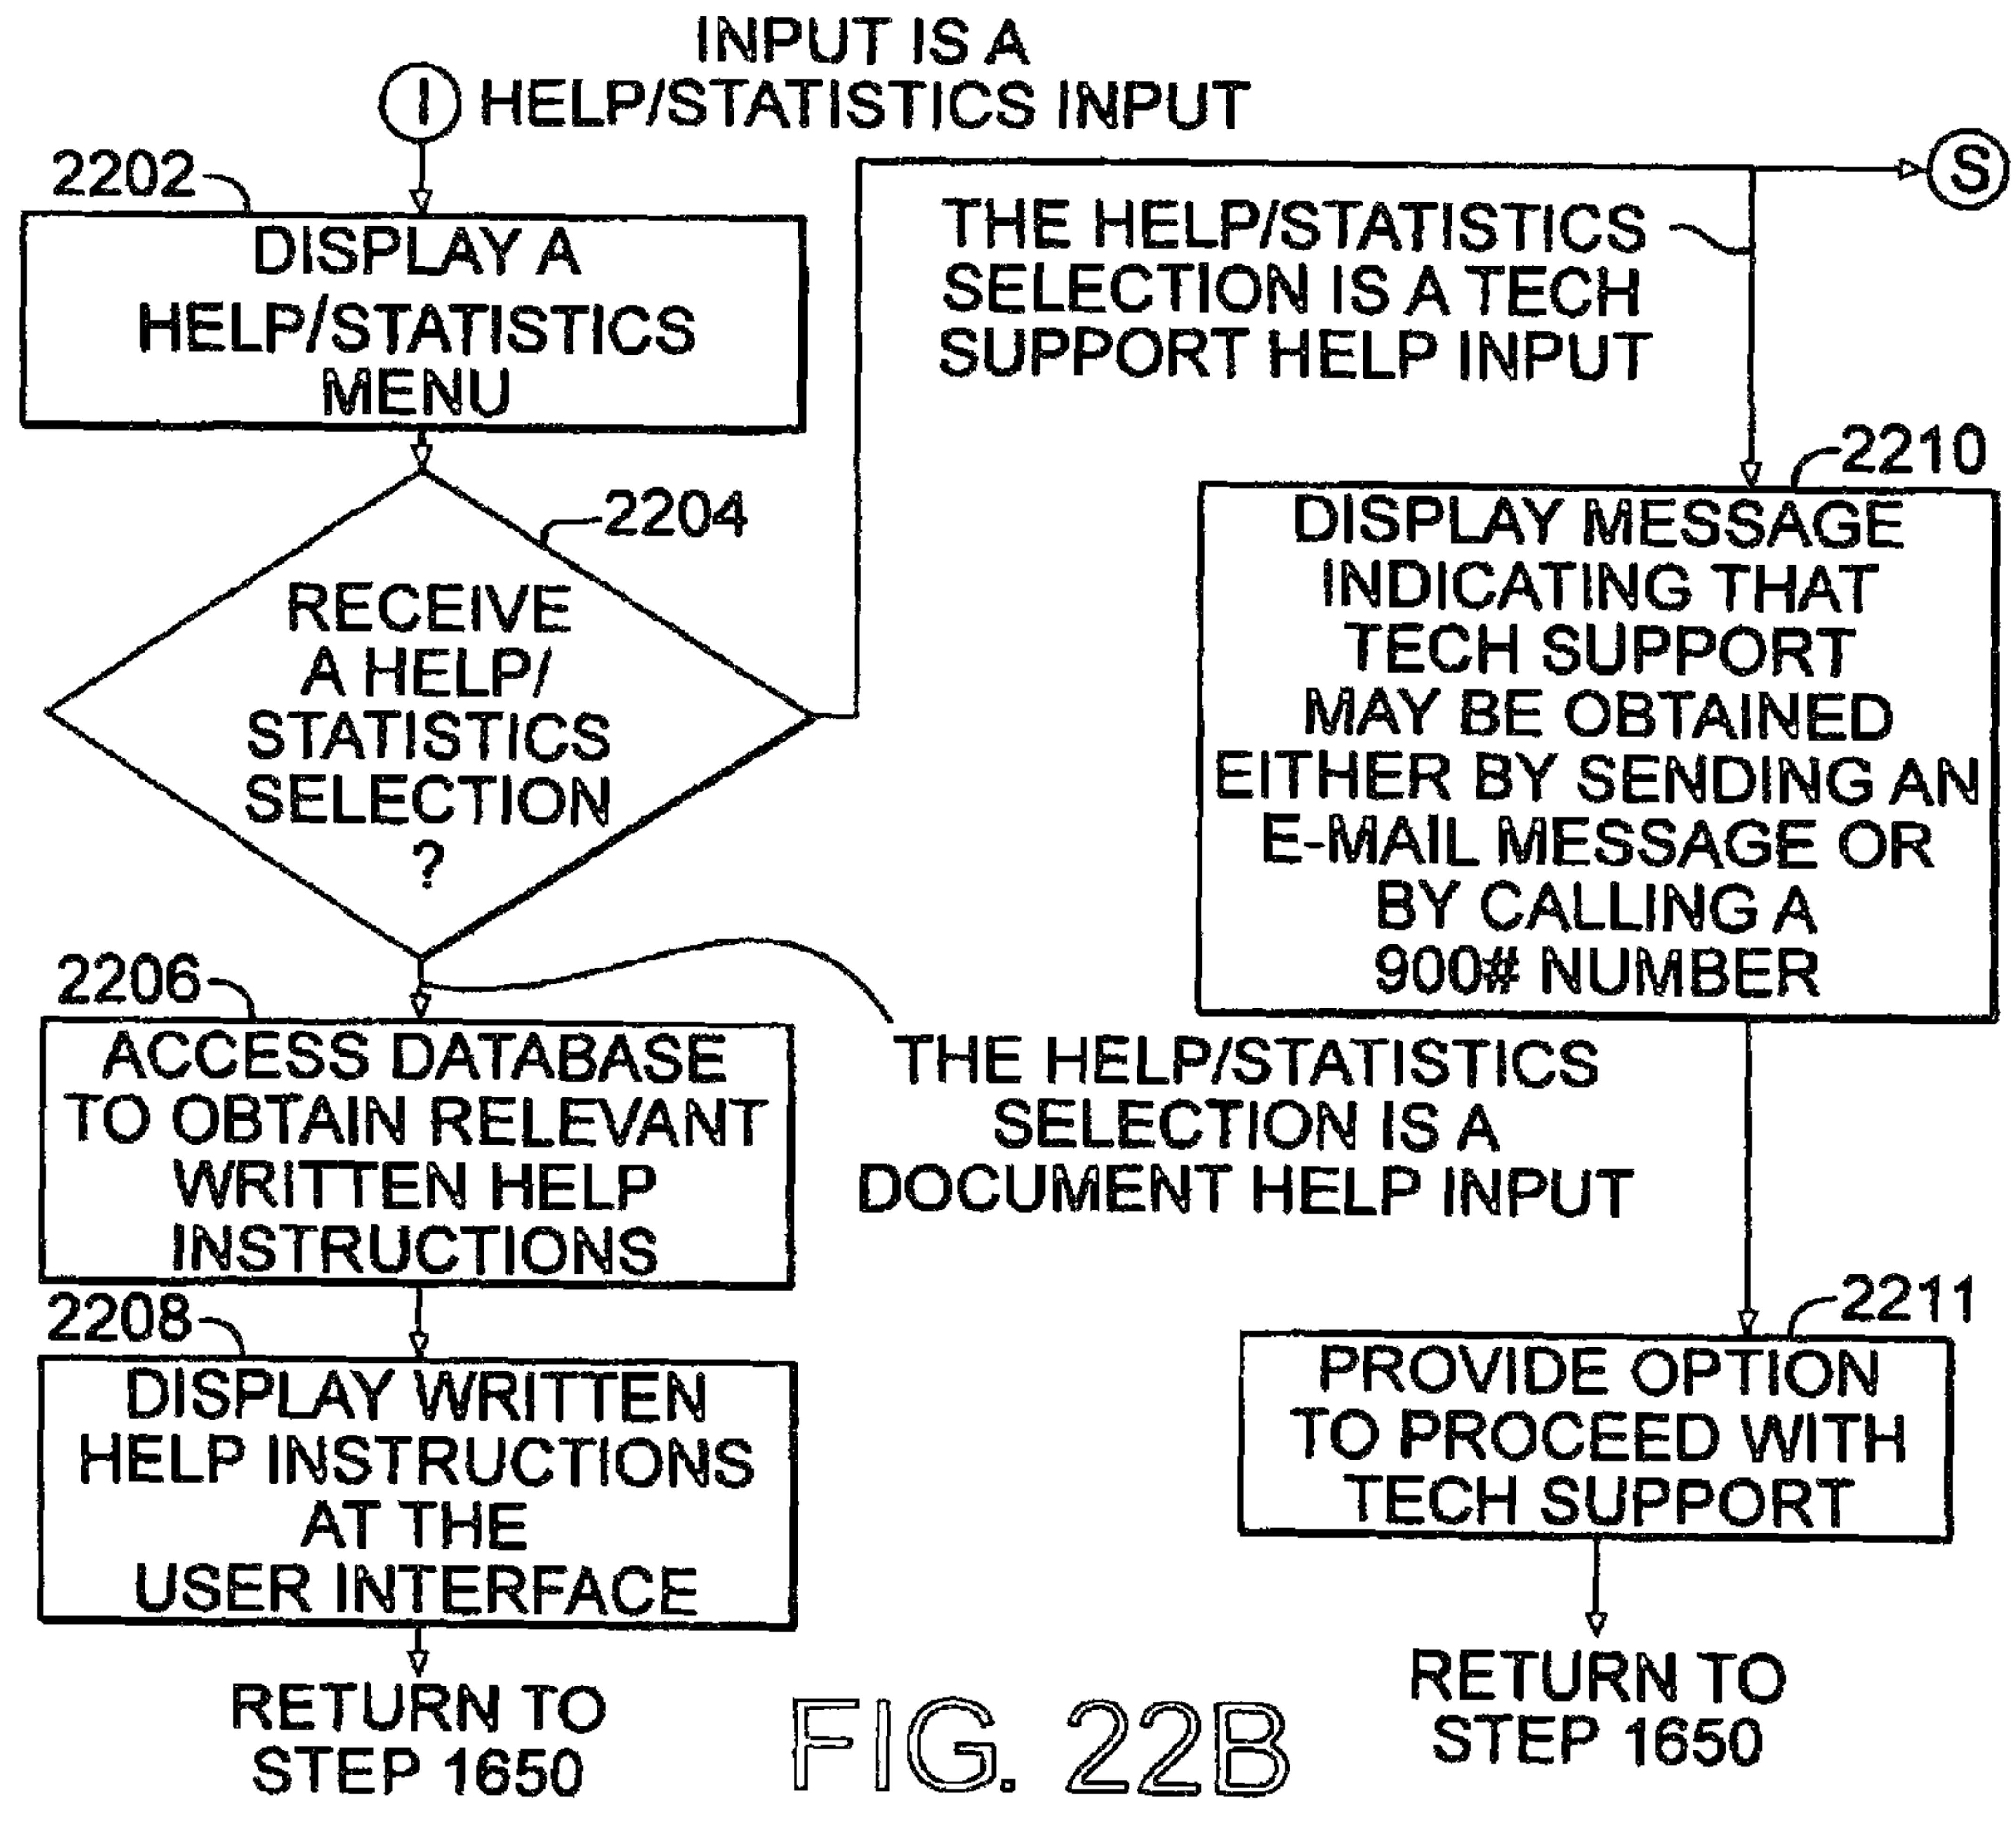 INPUT IS A
I HELP/STATISTICS INPUT
2202
DISPLAY A
HELP/STATISTICS
MENU
2204
RECEIVE
A HELP/
STATISTICS
SELECTION
?
S
THE HELP/STATISTICS
SELECTION IS A TECH
SUPPORT HELP INPUT
2210
DISPLAY MESSAGE
INDICATING THAT
TECH SUPPORT
MAY BE OBTAINED
EITHER BY SENDING AN
E-MAIL MESSAGE OR
BY CALLING A
900# NUMBER
2206
ACCESS DATABASE
TO OBTAIN RELEVANT
WRITTEN HELP
INSTRUCTIONS
THE HELP/STATISTICS
SELECTION IS A
DOCUMENT HELP INPUT
2208
DISPLAY WRITTEN
HELP INSTRUCTIONS
AT THE
USER INTERFACE
RETURN TO
STEP 1650
2211
PROVIDE OPTION
TO PROCEED WITH
TECH SUPPORT
RETURN TO
STEP 1650
FIG. 22B